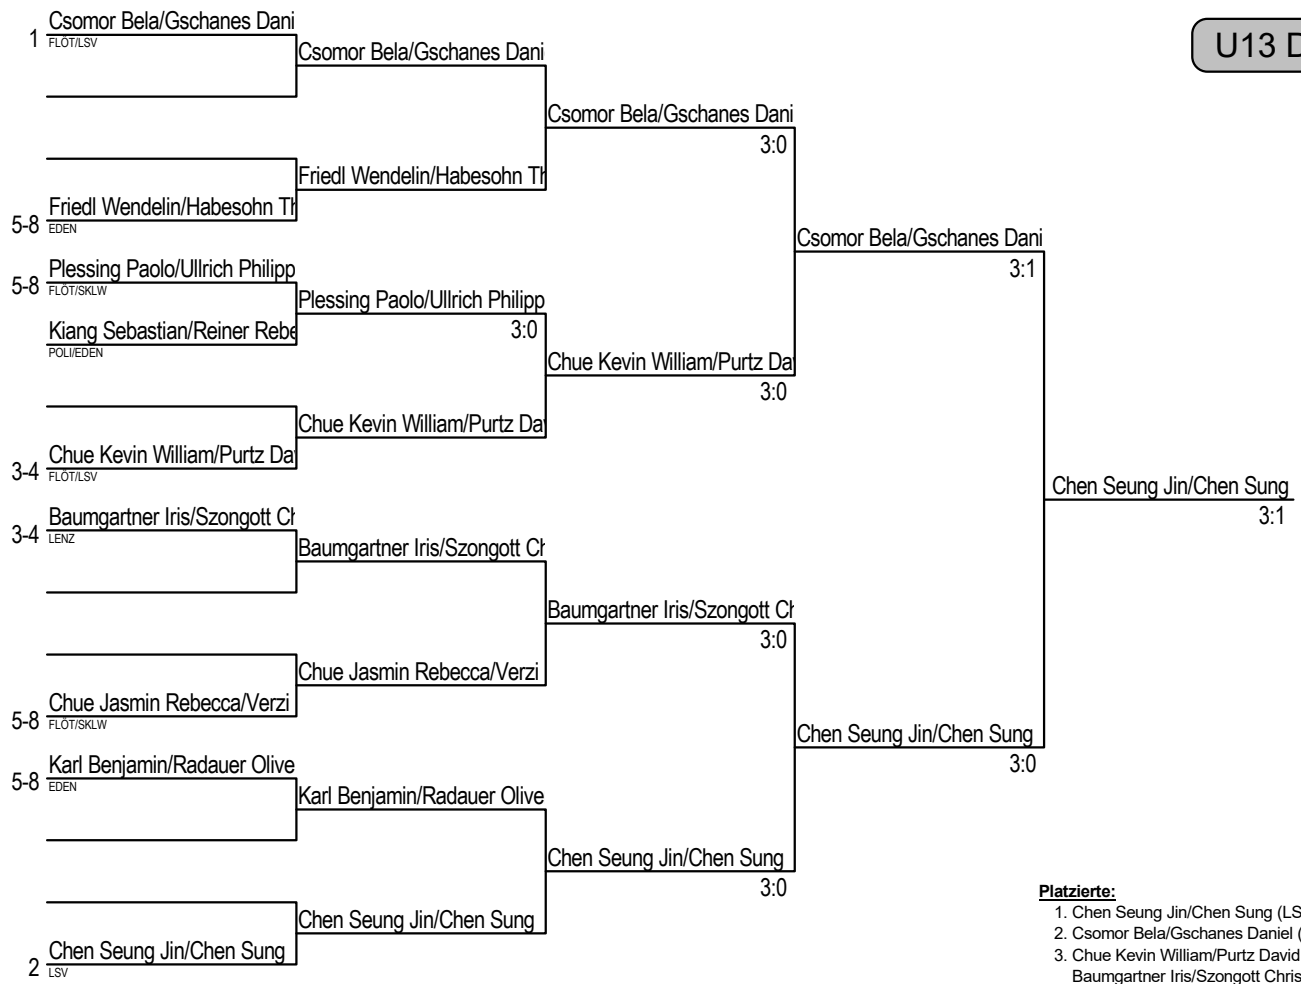 U13 D
1 Csomor Bela/Gschanes Dani
FLÖT/LSV
5-8 Friedl Wendelin/Habesohn Th
EDEN
5-8 Plessing Paolo/Ullrich Philipp
FLÖT/SKLW
Kiang Sebastian/Reiner Rebe
POLI/EDEN
3-4 Chue Kevin William/Purtz Da
FLÖT/LSV
3-4 Baumgartner Iris/Szongott Ch
LENZ
5-8 Chue Jasmin Rebecca/Verzi
FLÖT/SKLW
5-8 Karl Benjamin/Radauer Olive
EDEN
2 Chen Seung Jin/Chen Sung
LSV
Csomor Bela/Gschanes Dani
Friedl Wendelin/Habesohn Th
Plessing Paolo/Ullrich Philipp
3:0
Chue Kevin William/Purtz Da
Baumgartner Iris/Szongott Ch
Chue Jasmin Rebecca/Verzi
Karl Benjamin/Radauer Olive
Chen Seung Jin/Chen Sung
Csomor Bela/Gschanes Dani
3:0
Chue Kevin William/Purtz Da
3:0
Baumgartner Iris/Szongott Ch
3:0
Chen Seung Jin/Chen Sung
3:0
Csomor Bela/Gschanes Dani
3:1
Chen Seung Jin/Chen Sung
3:0
Chen Seung Jin/Chen Sung
3:1
Platzierte:
1. Chen Seung Jin/Chen Sung (LS
2. Csomor Bela/Gschanes Daniel (
3. Chue Kevin William/Purtz David
Baumgartner Iris/Szongott Chris